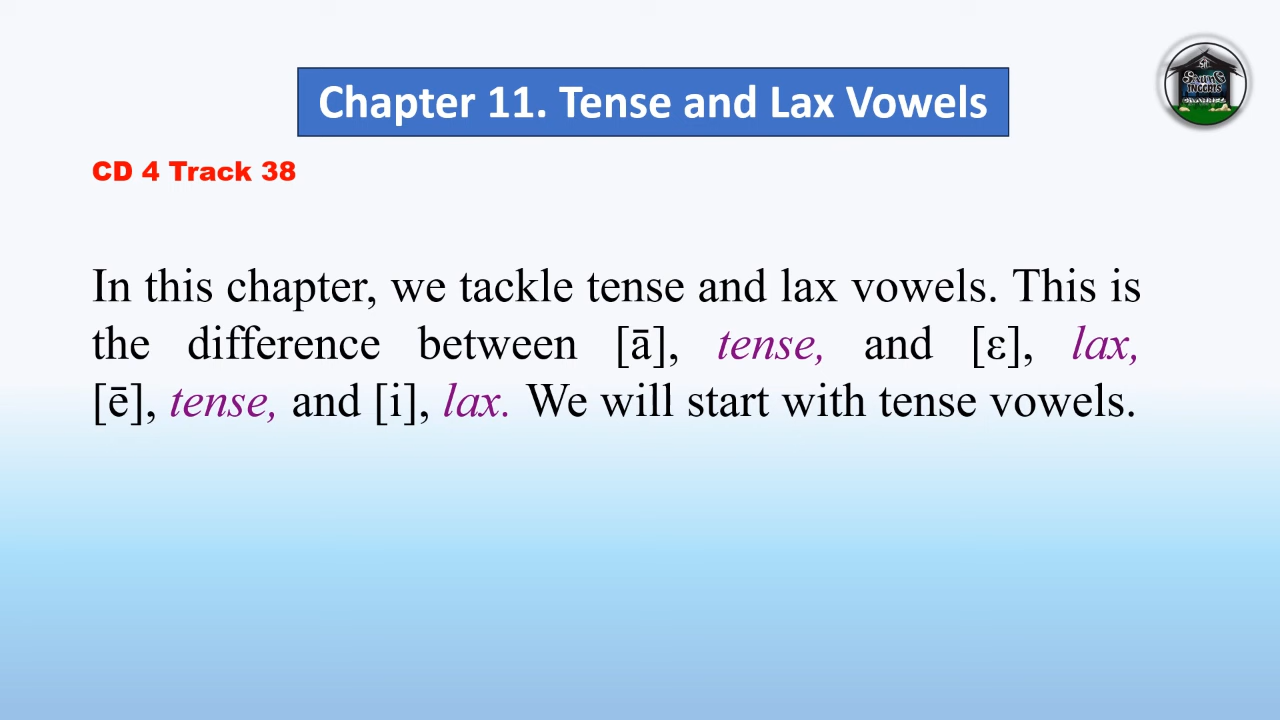 Chapter 11. Tense and Lax Vowels
CD 4 Track 38
In this chapter, we tackle tense and lax vowels. This is
the difference between [ā], tense, and [ε], lax,
[ē], tense, and [i], lax. We will start with tense vowels.